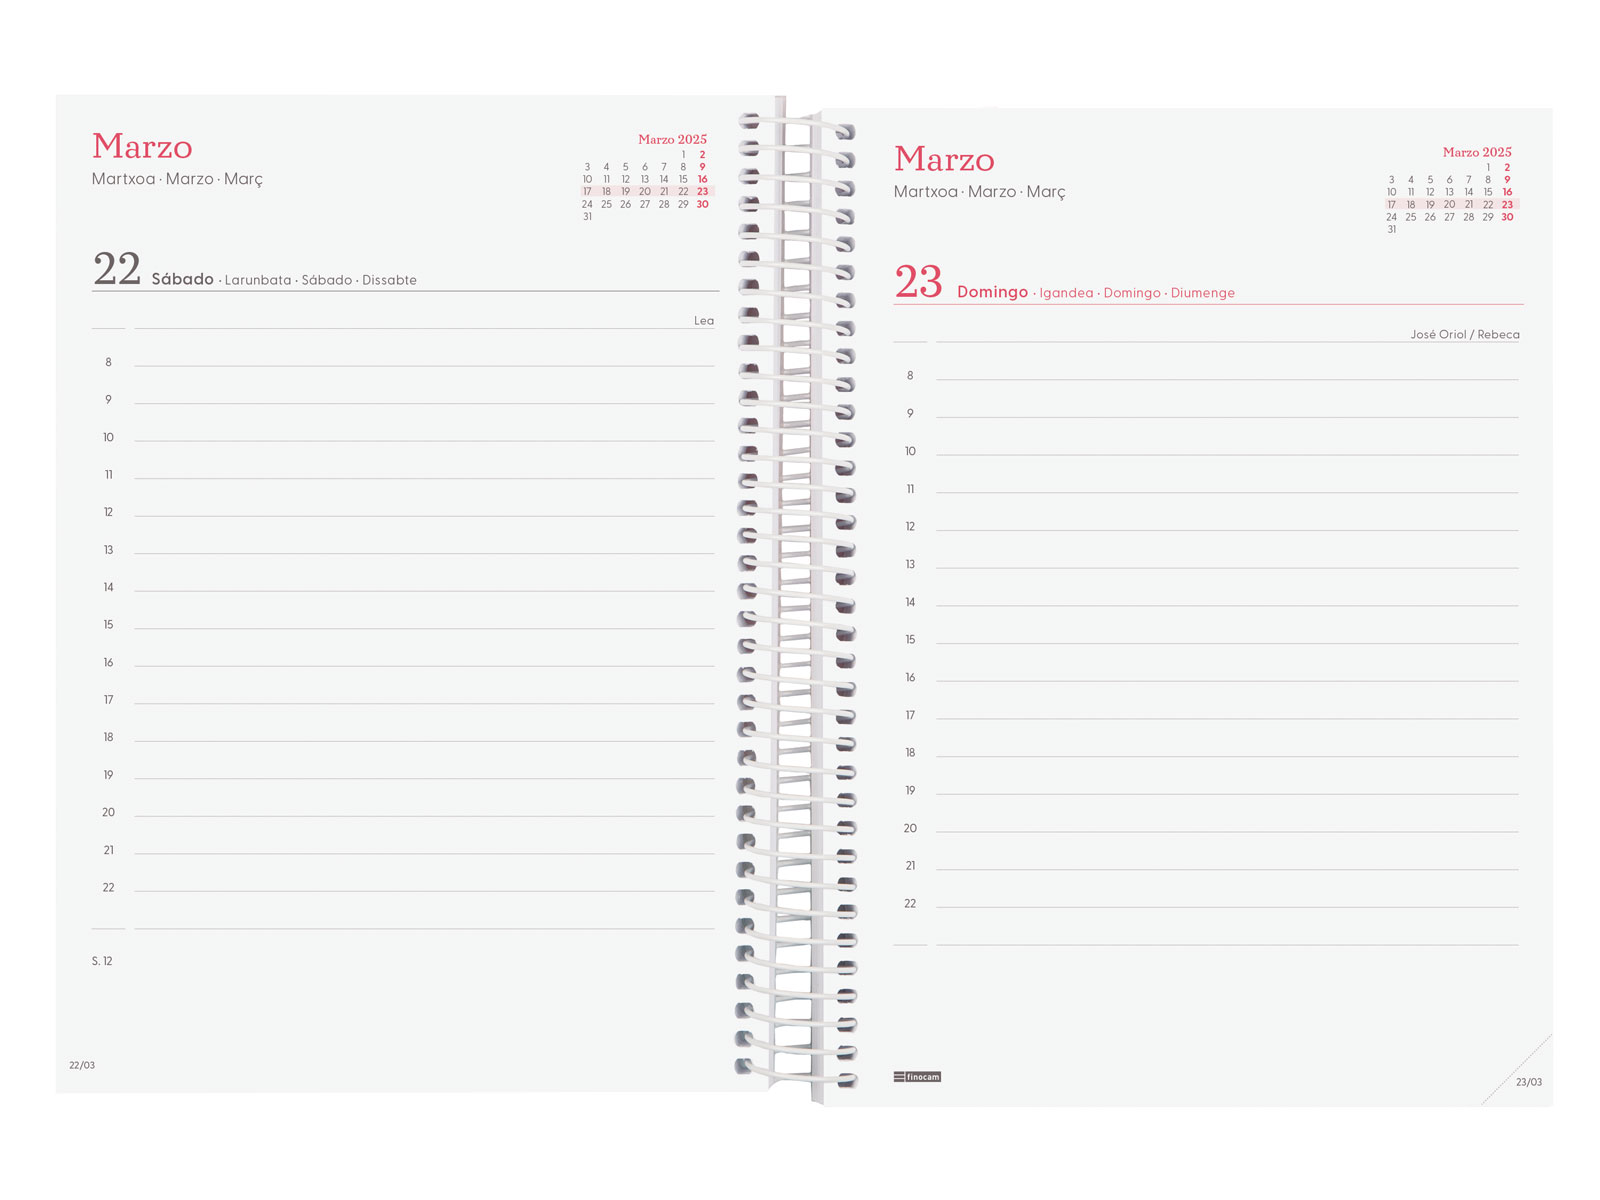 Marzo
Martxoa · Marzo · Març
Marzo 2025
1 2
3 4 5 6 7 8 9
10 11 12 13 14 15 16
17 18 19 20 21 22 23
24 25 26 27 28 29 30
31
22 Sábado · Larunbata · Sábado · Dissabte
Lea
8
9
10
11
12
13
14
15
16
17
18
19
20
21
22
S. 12
22/03
Marzo
Martxoa · Marzo · Març
Marzo 2025
1 2
3 4 5 6 7 8 9
10 11 12 13 14 15 16
17 18 19 20 21 22 23
24 25 26 27 28 29 30
31
23 Domingo · Igandea · Domingo · Diumenge
José Oriol / Rebeca
8
9
10
11
12
13
14
15
16
17
18
19
20
21
22
finocam
23/03